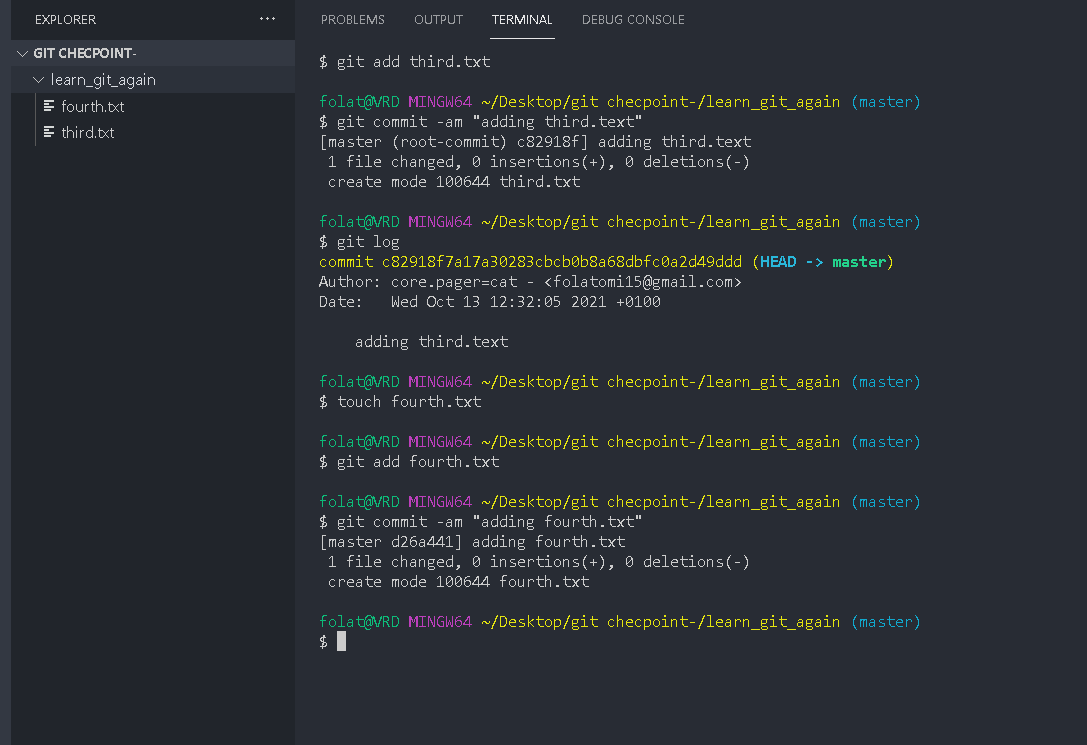 EXPLORER
···
GIT CHECPOINT-
learn_git_again
fourth.txt
third.txt
PROBLEMS OUTPUT TERMINAL DEBUG CONSOLE
$ git add third.txt
folat@VRD MINGW64 ~/Desktop/git checpoint-/learn_git_again (master)
$ git commit -am "adding third.text"
[master (root-commit) c82918f] adding third.text
1 file changed, 0 insertions(+), 0 deletions(-)
create mode 100644 third.txt
folat@VRD MINGW64 ~/Desktop/git checpoint-/learn_git_again (master)
$ git log
commit c82918f7a17a30283cbcb0b8a68dbfc0a2d49ddd (HEAD -> master)
Author: core.pager=cat - <folatomi15@gmail.com>
Date:   Wed Oct 13 12:32:05 2021 +0100
adding third.text
folat@VRD MINGW64 ~/Desktop/git checpoint-/learn_git_again (master)
$ touch fourth.txt
folat@VRD MINGW64 ~/Desktop/git checpoint-/learn_git_again (master)
$ git add fourth.txt
folat@VRD MINGW64 ~/Desktop/git checpoint-/learn_git_again (master)
$ git commit -am "adding fourth.txt"
[master d26a441] adding fourth.txt
1 file changed, 0 insertions(+), 0 deletions(-)
create mode 100644 fourth.txt
folat@VRD MINGW64 ~/Desktop/git checpoint-/learn_git_again (master)
$